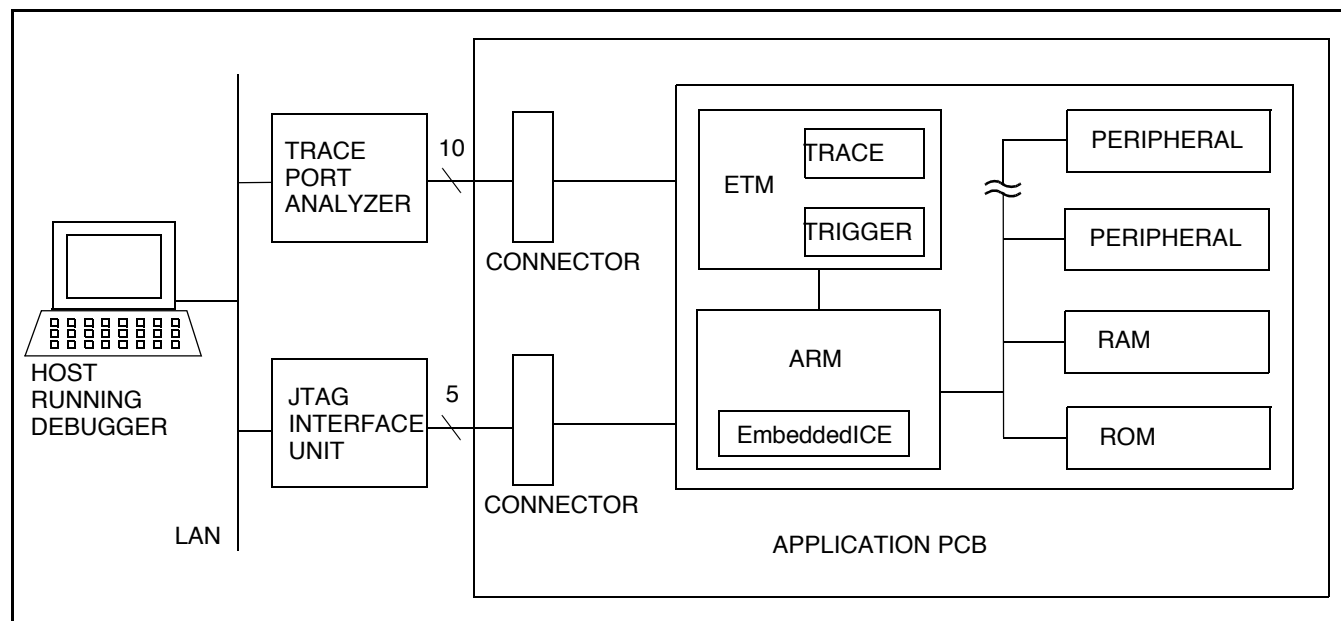 TRACE
PORT
ANALYZER
10
CONNECTOR
ETM
TRACE
TRIGGER
PERIPHERAL
PERIPHERAL
HOST
RUNNING
DEBUGGER
JTAG
INTERFACE
UNIT
5
CONNECTOR
ARM
EmbeddedICE
RAM
ROM
LAN
APPLICATION PCB